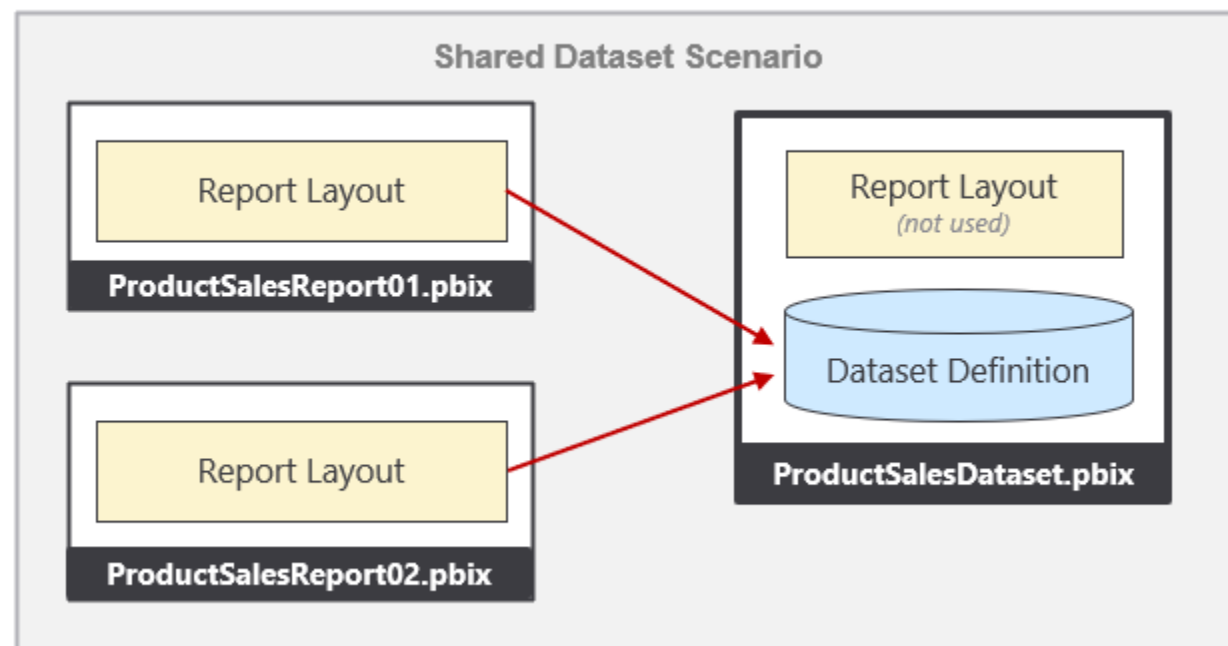 Shared Dataset Scenario
Report Layout
ProductSalesReport01.pbix
Report Layout
ProductSalesReport02.pbix
Report Layout
(not used)
Dataset Definition
ProductSalesDataset.pbix